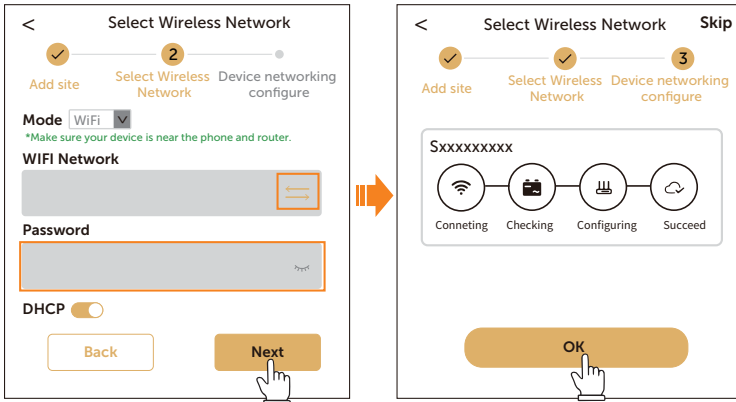 < Select Wireless Network
2
Add site
Select Wireless
Network
Device networking
configure
Mode WiFi
*Make sure your device is near the phone and router.
WIFI Network
Password
DHCP
Back
Next
< Select Wireless Network Skip
3
Add site
Select Wireless
Network
Device networking
configure
Sxxxxxxxxx
Conneting Checking Configuring Succeed
OK